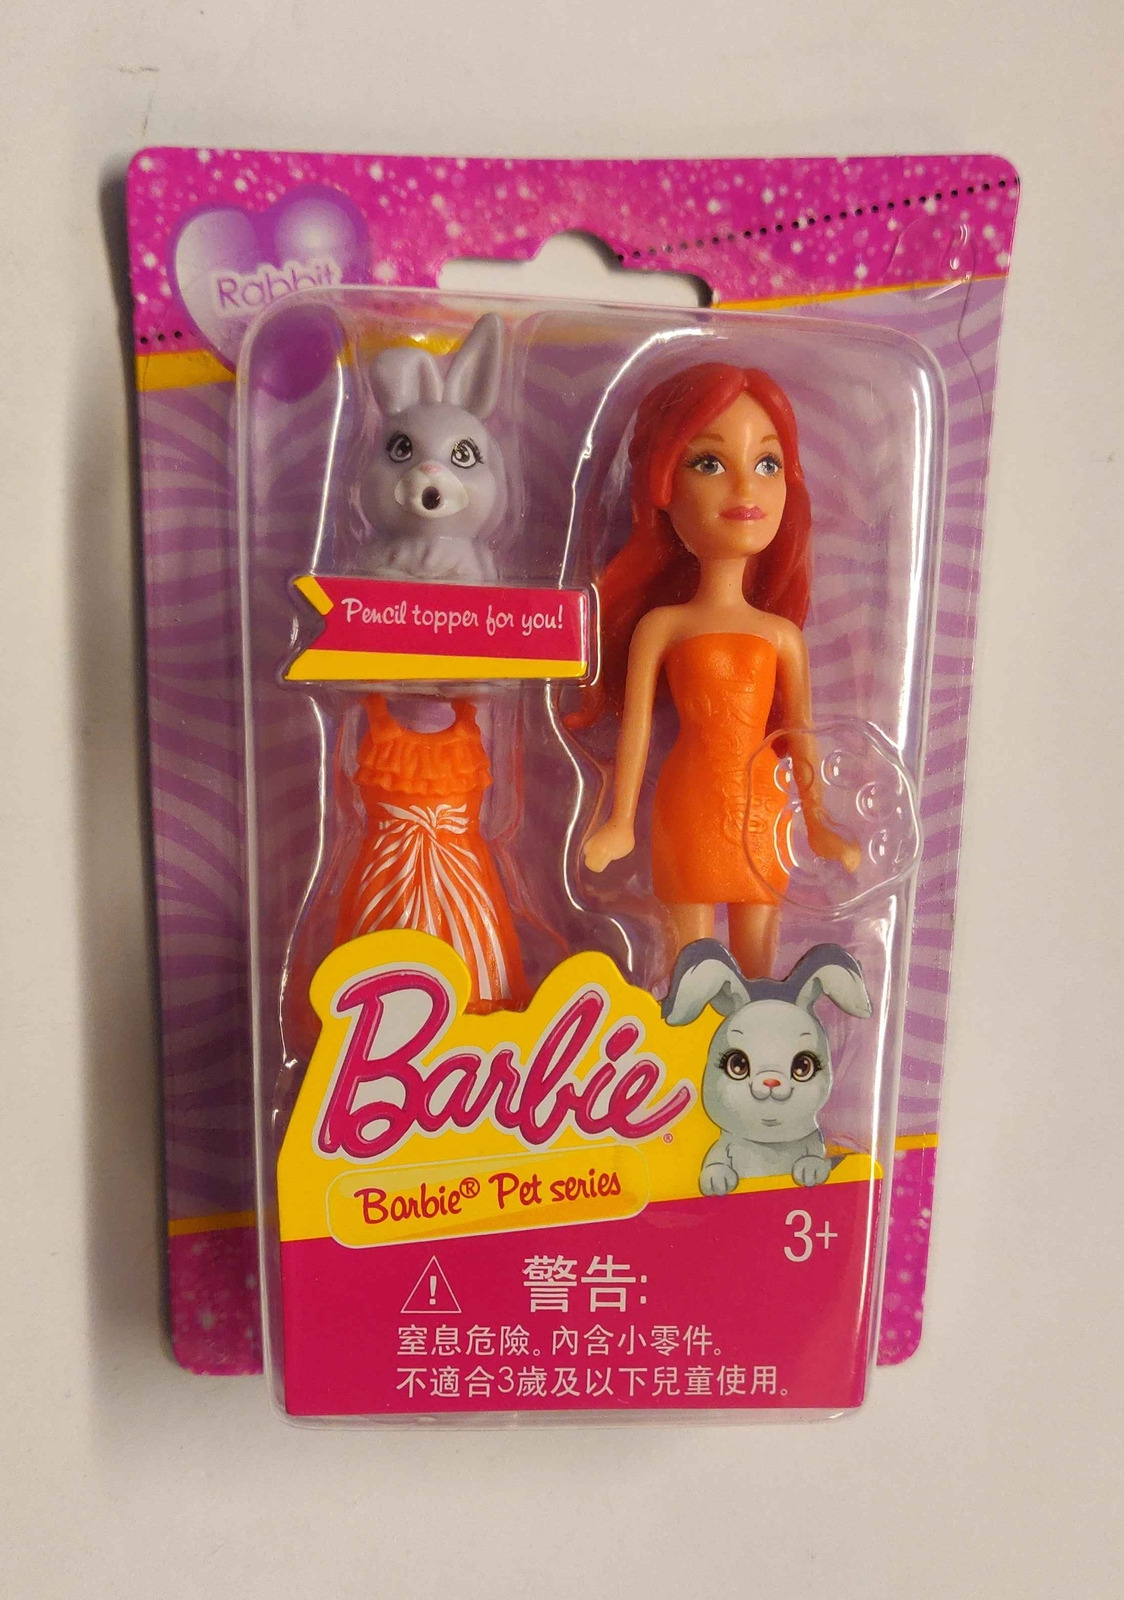 Rabbit
Pencil topper for you!
Barbie®
Barbie® Pet series
3+
警告:
窒息危險。內含小零件。
不適合3歲及以下兒童使用。